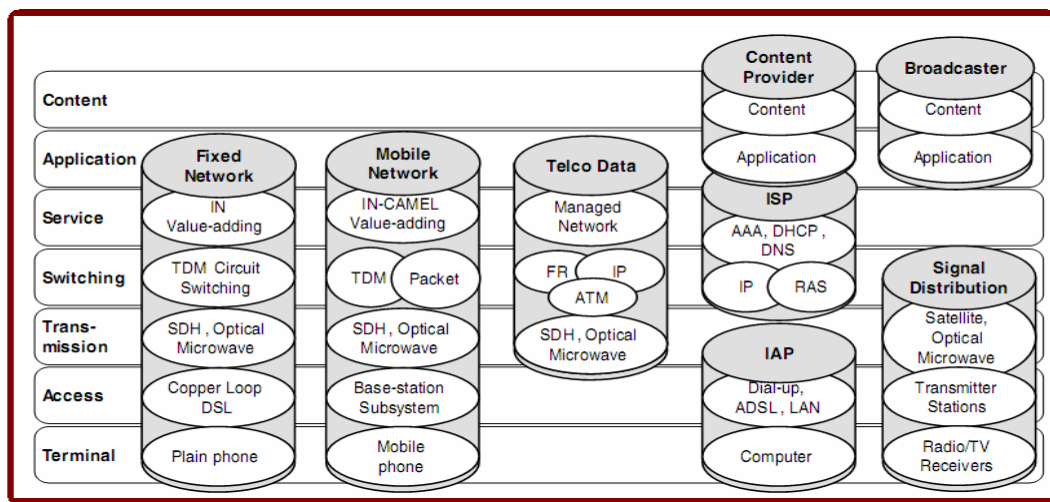 Content
Application
Service
Switching
Trans-
mission
Access
Terminal
Fixed
Network
IN
Value-adding
TDM Circuit
Switching
SDH , Optical
Microwave
Copper Loop
DSL
Plain phone
Mobile
Network
IN-CAMEL
Value-adding
TDM
Packet
SDH , Optical
Microwave
Base-station
Subsystem
Mobile
phone
Telco Data
Managed
Network
FR
IP
ATM
SDH , Optical
Microwave
Content
Provider
Content
Application
ISP
AAA, DHCP ,
DNS
IP
RAS
IAP
Dial-up,
ADSL , LAN
Computer
Broadcaster
Content
Application
Signal
Distribution
Satellite,
Optical
Microwave
Transmitter
Stations
Radio/TV
Receivers